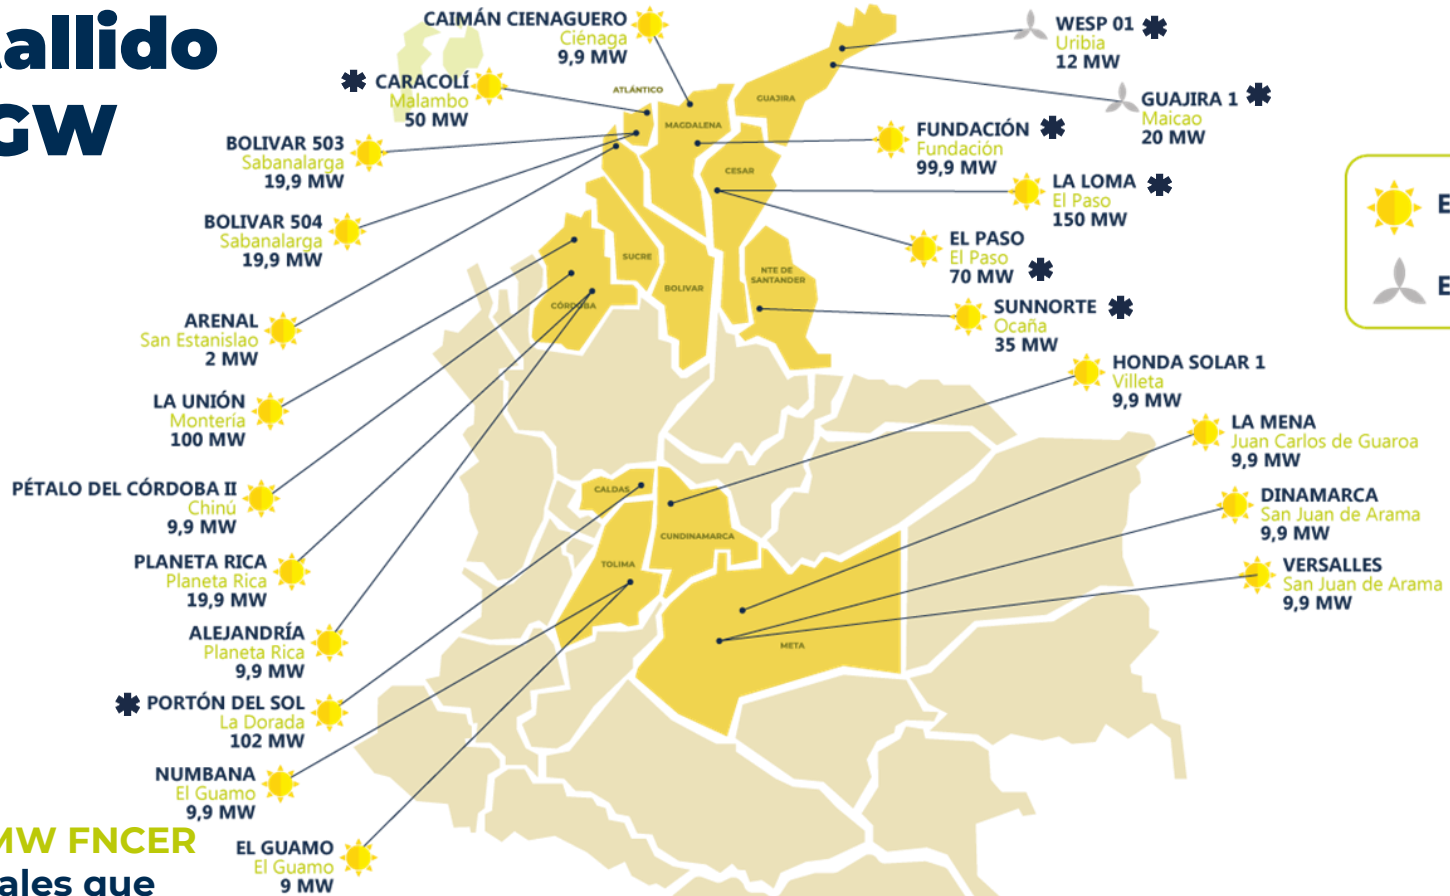 GW
CAIMÁN CIENAGUERO
Ciénaga
9,9 MW
CARACOLÍ
Malambo
50 MW
BOLIVAR 503
Sabanalarga
19,9 MW
BOLIVAR 504
Sabanalarga
19,9 MW
ARENAL
San Estanislao
2 MW
LA UNIÓN
Montería
100 MW
PÉTALO DEL CÓRDOBA II
Chinú
9,9 MW
PLANETA RICA
Planeta Rica
19,9 MW
ALEJANDRÍA
Planeta Rica
9,9 MW
PORTÓN DEL SOL
La Dorada
102 MW
NUMBANA
El Guamo
9,9 MW
EL GUAMO
El Guamo
9 MW
MW FNCER
que
ATLÁNTICO
MAGDALENA
GUAJIRA
CESAR
SUCRE
BOLIVAR
NTE DE
SANTANDER
CÓRDOBA
CALDAS
CUNDINAMARCA
TOLIMA
META
WESP 01
Uribia
12 MW
GUAJIRA 1
Maicao
20 MW
FUNDACIÓN
Fundación
99,9 MW
LA LOMA
El Paso
150 MW
EL PASO
El Paso
70 MW
SUNNORTE
Ocaña
35 MW
HONDA SOLAR 1
Villeta
9,9 MW
LA MENA
Juan Carlos de Guaroa
9,9 MW
DINAMARCA
San Juan de Arama
9,9 MW
VERSALLES
San Juan de Arama
9,9 MW